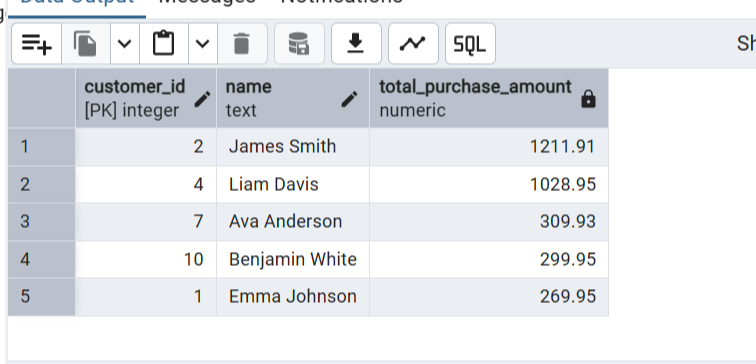 Data Output Messages Notifications
SQL
customer_id name total_purchase_amount
[PK] integer text numeric
1 2 James Smith 1211.91
2 4 Liam Davis 1028.95
3 7 Ava Anderson 309.93
4 10 Benjamin White 299.95
5 1 Emma Johnson 269.95